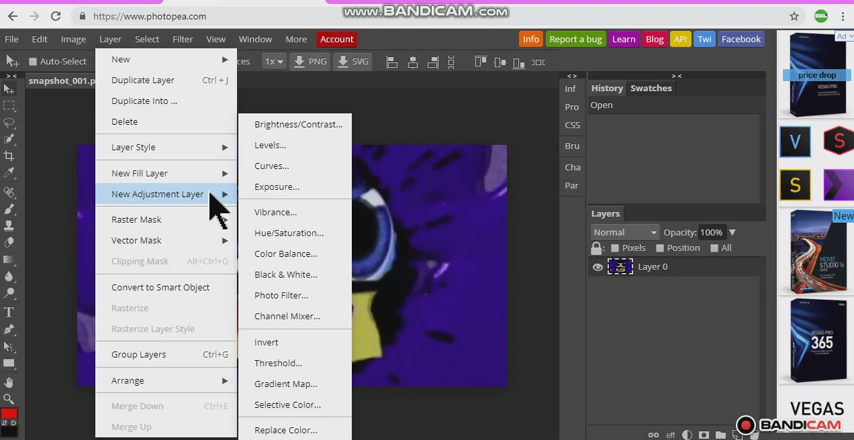 https://www.photopea.com
www.BANDICAM.com
File Edit Image Layer Select Filter View Window More Account
Info Report a bug Learn Blog API Twi Facebook
Auto-Select
1x PNG SVG
snapshot_001.p
New
Duplicate Layer Ctrl + J
Duplicate Into ...
Delete
Layer Style
New Fill Layer
New Adjustment Layer
Raster Mask
Vector Mask
Clipping Mask Alt+Ctrl+G
Convert to Smart Object
Rasterize
Rasterize Layer Style
Group Layers Ctrl+G
Arrange
Merge Down Ctrl+E
Merge Up
Brightness/Contrast...
Levels...
Curves...
Exposure...
Vibrance...
Hue/Saturation...
Color Balance...
Black & White...
Photo Filter...
Channel Mixer...
Invert
Threshold...
Gradient Map...
Selective Color...
Replace Color...
Inf
Pro
CSS
Bru
Cha
Par
History Swatches
Open
Layers
Normal Opacity: 100%
Pixels Position All
Layer 0
eff
Ad
price drop
V S
S
New
MOVIE
STUDIO
VEGAS PRO
365
VEGAS
BANDICAM